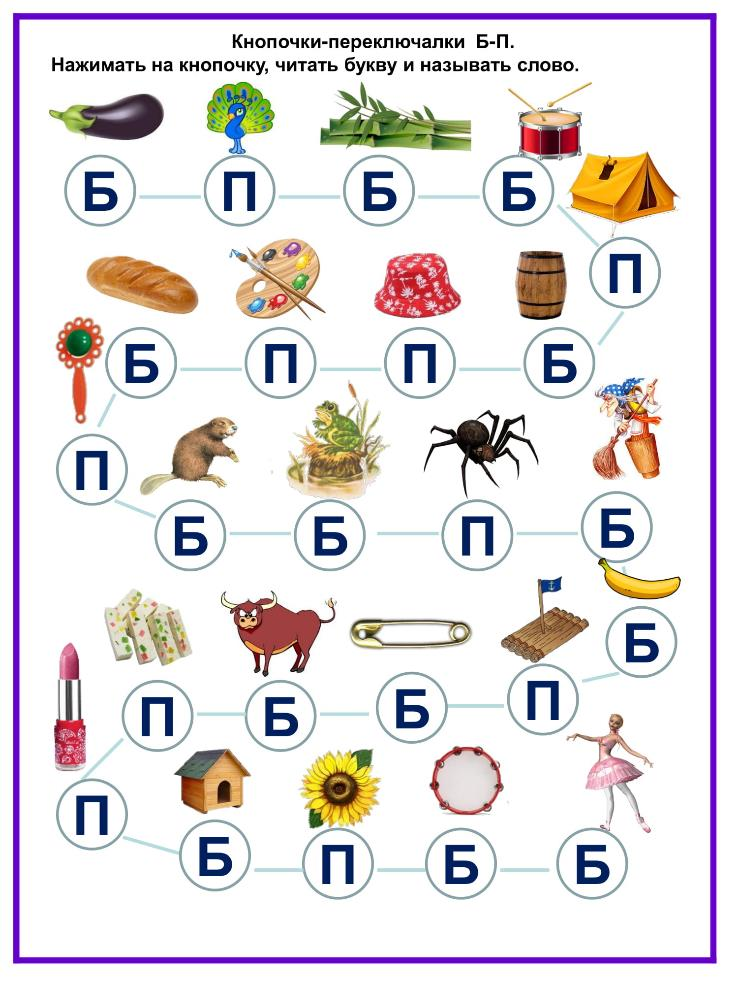 Кнопочки-переключалки Б-П.
Нажимать на кнопочку, читать букву и называть слово.
Б П Б Б
П
Б П П Б
П
Б Б П Б
Б
П Б Б П
П
Б П Б Б